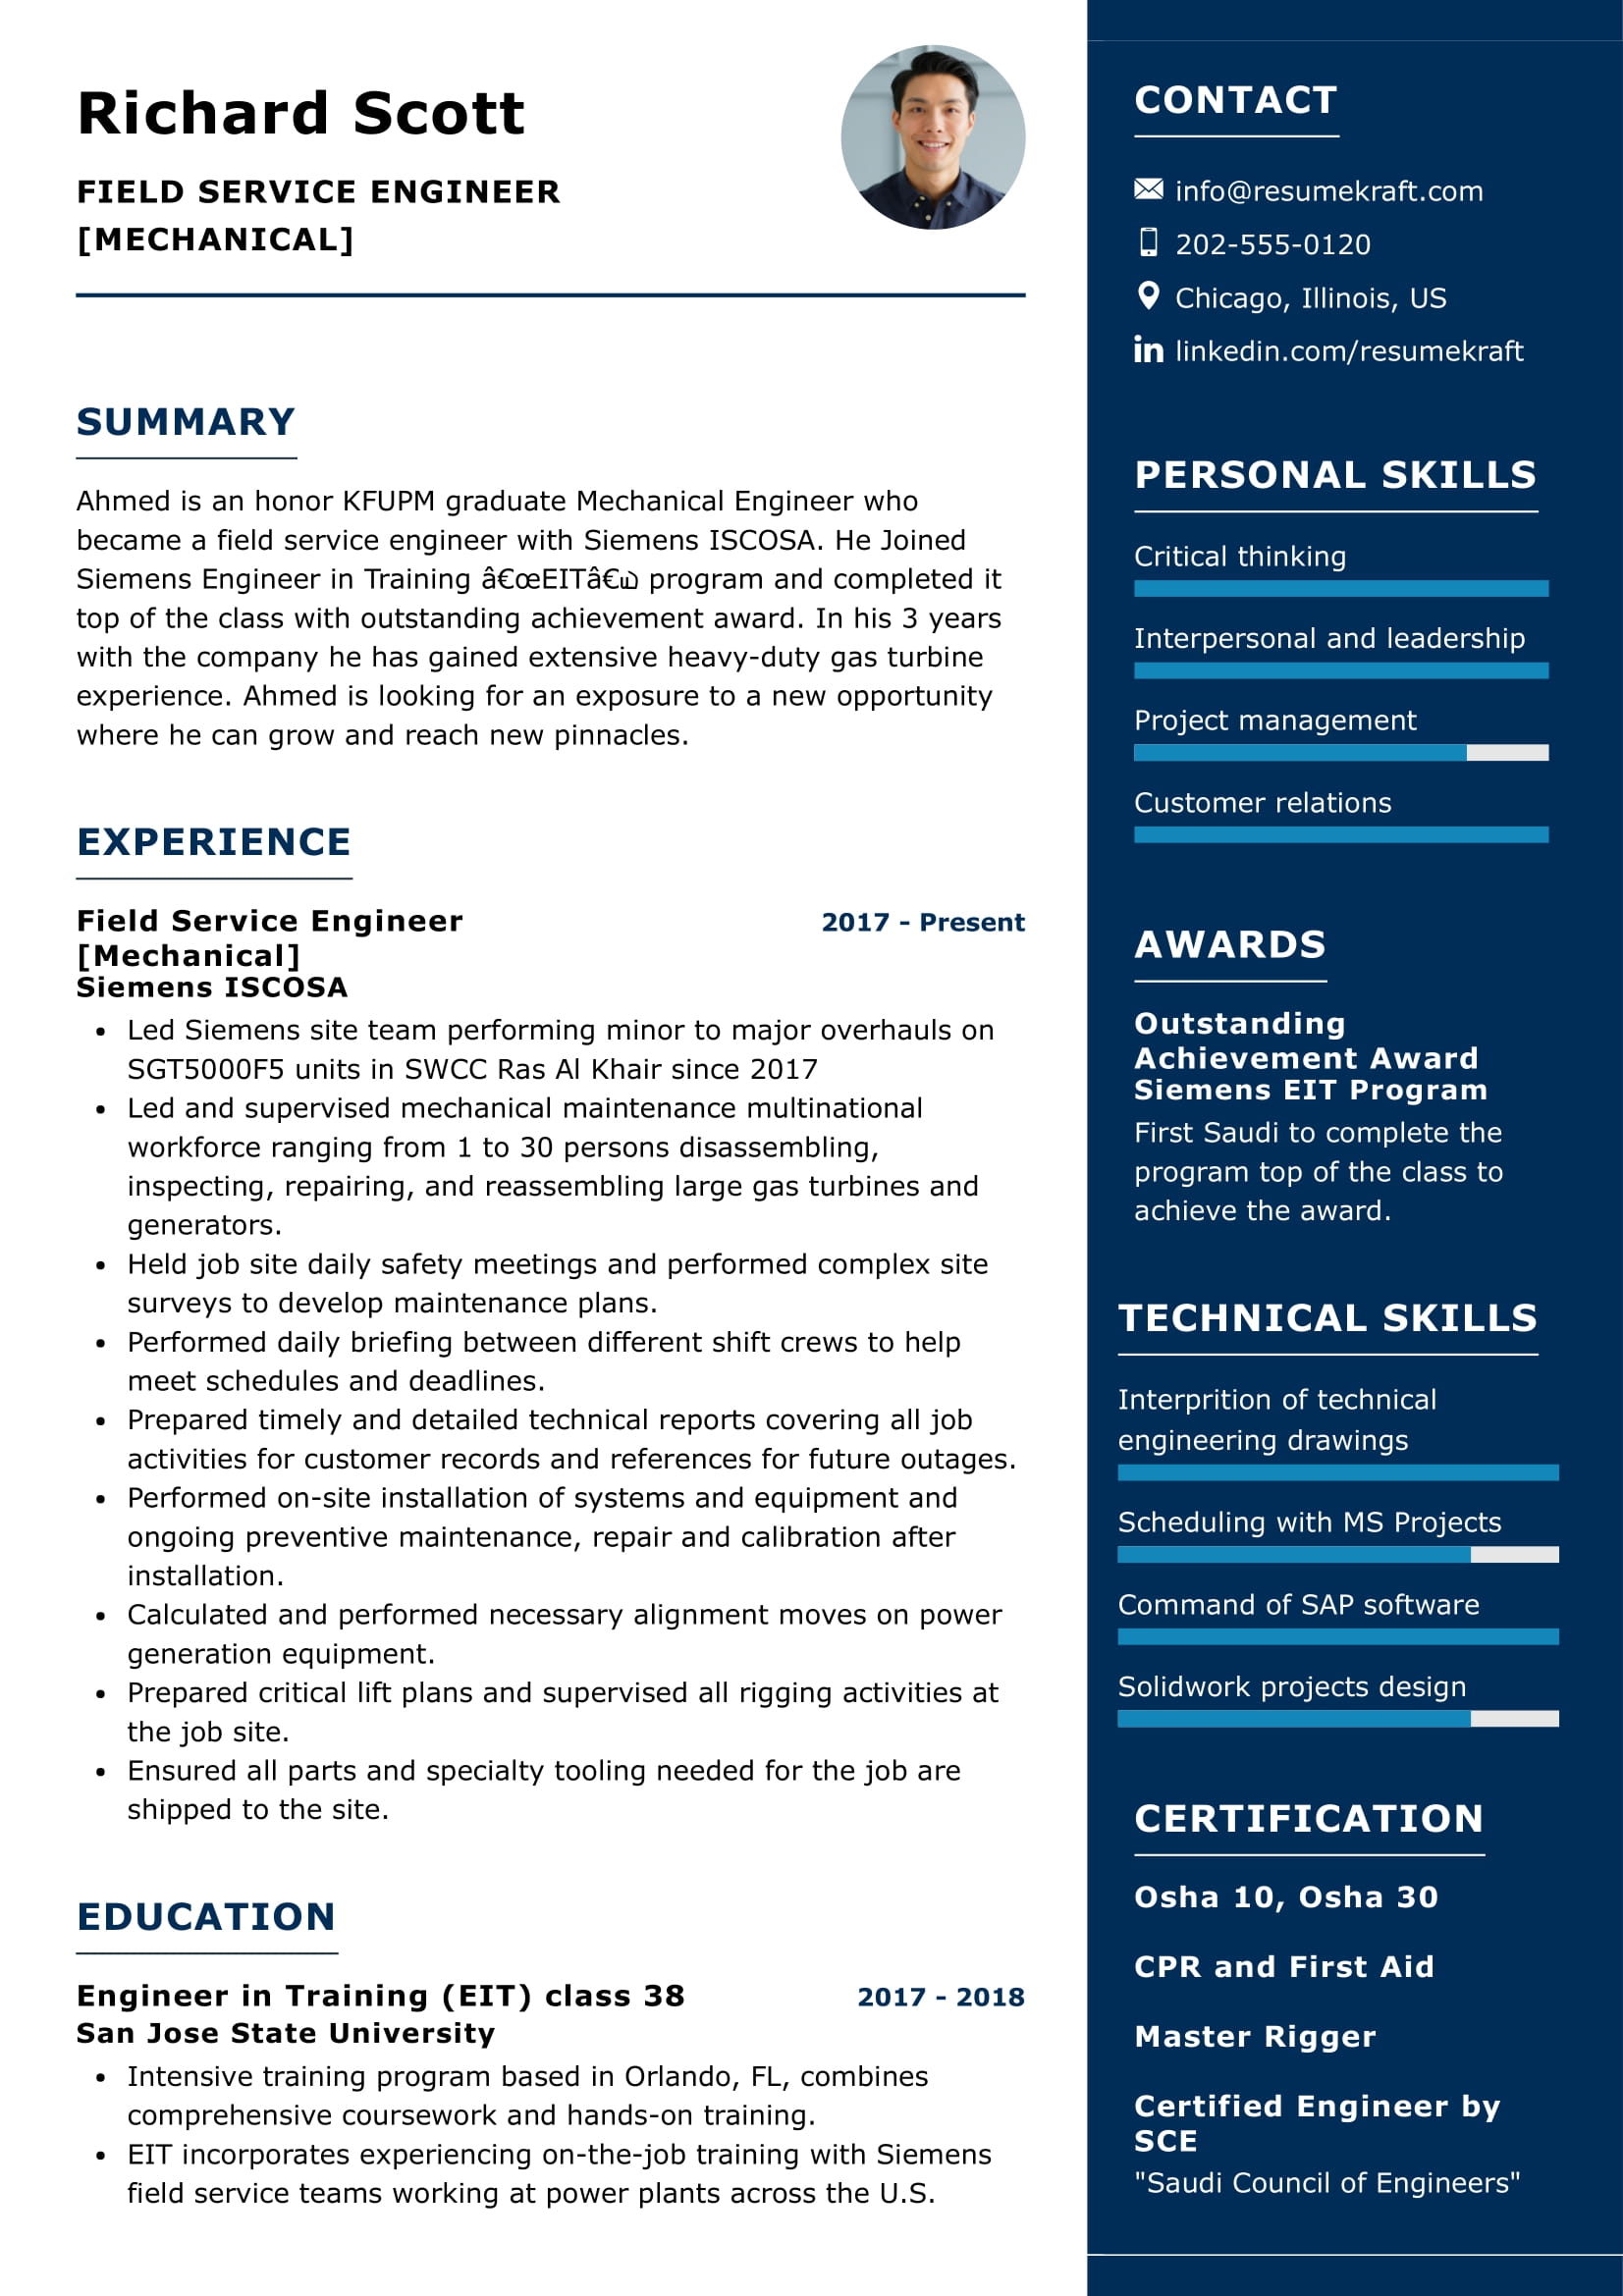 Richard Scott
FIELD SERVICE ENGINEER
[MECHANICAL]
SUMMARY
Ahmed is an honor KFUPM graduate Mechanical Engineer who
became a field service engineer with Siemens ISCOSA. He Joined
Siemens Engineer in Training “EITâ€ൾ program and completed it
top of the class with outstanding achievement award. In his 3 years
with the company he has gained extensive heavy-duty gas turbine
experience. Ahmed is looking for an exposure to a new opportunity
where he can grow and reach new pinnacles.
EXPERIENCE
Field Service Engineer
[Mechanical]
2017 - Present
Siemens ISCOSA
• Led Siemens site team performing minor to major overhauls on
SGT5000F5 units in SWCC Ras Al Khair since 2017
• Led and supervised mechanical maintenance multinational
workforce ranging from 1 to 30 persons disassembling,
inspecting, repairing, and reassembling large gas turbines and
generators.
• Held job site daily safety meetings and performed complex site
surveys to develop maintenance plans.
• Performed daily briefing between different shift crews to help
meet schedules and deadlines.
• Prepared timely and detailed technical reports covering all job
activities for customer records and references for future outages.
• Performed on-site installation of systems and equipment and
ongoing preventive maintenance, repair and calibration after
installation.
• Calculated and performed necessary alignment moves on power
generation equipment.
• Prepared critical lift plans and supervised all rigging activities at
the job site.
• Ensured all parts and specialty tooling needed for the job are
shipped to the site.
EDUCATION
Engineer in Training (EIT) class 38
2017 - 2018
San Jose State University
• Intensive training program based in Orlando, FL, combines
comprehensive coursework and hands-on training.
• EIT incorporates experiencing on-the-job training with Siemens
field service teams working at power plants across the U.S.
CONTACT
info@resumekraft.com
202-555-0120
Chicago, Illinois, US
in linkedin.com/resumekraft
PERSONAL SKILLS
Critical thinking
Interpersonal and leadership
Project management
Customer relations
AWARDS
Outstanding
Achievement Award
Siemens EIT Program
First Saudi to complete the
program top of the class to
achieve the award.
TECHNICAL SKILLS
Interprition of technical
engineering drawings
Scheduling with MS Projects
Command of SAP software
Solidwork projects design
CERTIFICATION
Osha 10, Osha 30
CPR and First Aid
Master Rigger
Certified Engineer by
SCE
"Saudi Council of Engineers"